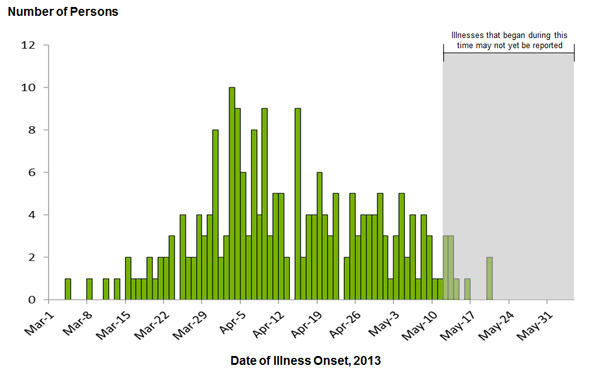 Number of Persons
Illnesses that began during this
time may not yet be reported
12
10
8
6
4
2
0
Mar-1 Mar-8 Mar-15 Mar-22 Mar-29 Apr-5 Apr-12 Apr-19 Apr-26 May-3 May-10 May-17 May-24 May-31
Date of Illness Onset, 2013